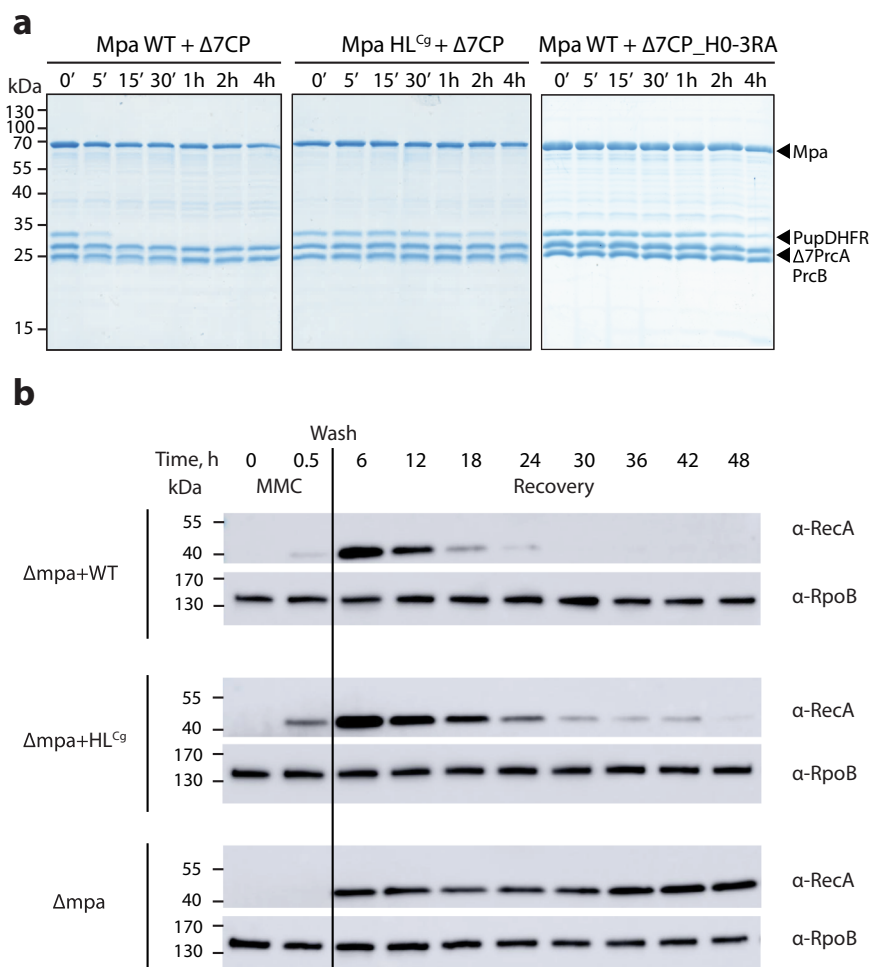 a
Mpa WT + Δ7CP
Mpa HL^Cg + Δ7CP
Mpa WT + Δ7CP_H0-3RA
kDa
0’ 5’ 15’ 30’ 1h 2h 4h
0’ 5’ 15’ 30’ 1h 2h 4h
0’ 5’ 15’ 30’ 1h 2h 4h
130
100
70
55
40
35
25
15
Mpa
PupDHFR
Δ7PrcA
PrcB
b
Wash
Time, h 0 0.5 6 12 18 24 30 36 42 48
kDa MMC Recovery
Δmpa+WT
55
40
α-RecA
170
130
α-RpoB
Δmpa+HL^Cg
55
40
α-RecA
170
130
α-RpoB
Δmpa
55
40
α-RecA
170
130
α-RpoB